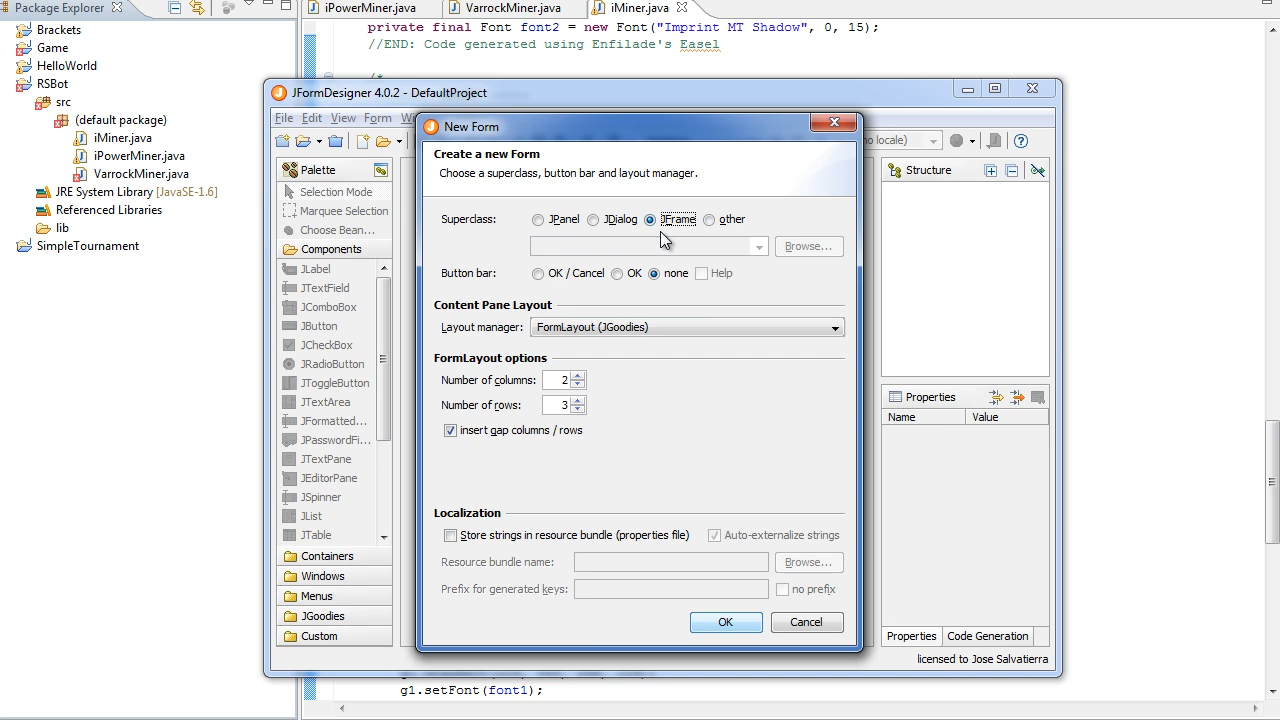 Package Explorer
iPowerMiner.java
VarrockMiner.java
iMiner.java
Brackets
Game
HelloWorld
RSBot
src
(default package)
iMiner.java
iPowerMiner.java
VarrockMiner.java
JRE System Library [JavaSE-1.6]
Referenced Libraries
lib
SimpleTournament
private final Font font2 = new Font("Imprint MT Shadow", 0, 15);
//END: Code generated using Enfilade's Easel
/*
JFormDesigner 4.0.2 - DefaultProject
File Edit View Form
no locale)
Palette
Selection Mode
Marquee Selection
Choose Bean...
Components
JLabel
JTextField
JComboBox
JButton
JCheckBox
JRadioButton
JToggleButton
JTextArea
JFormatted...
JPasswordFi...
JTextPane
JEditorPane
JSpinner
JList
JTable
Containers
Windows
Menus
JGoodies
Custom
New Form
Create a new Form
Choose a superclass, button bar and layout manager.
Superclass: JPanel JDialog JFrame other
Browse...
Button bar: OK / Cancel OK none Help
Content Pane Layout
Layout manager: FormLayout (JGoodies)
FormLayout options
Number of columns: 2
Number of rows: 3
insert gap columns / rows
Localization
Store strings in resource bundle (properties file) Auto-externalize strings
Resource bundle name: Browse...
Prefix for generated keys: no prefix
OK Cancel
Structure
Properties
Name Value
Properties Code Generation
licensed to Jose Salvatierra
g1.setFont(font1);